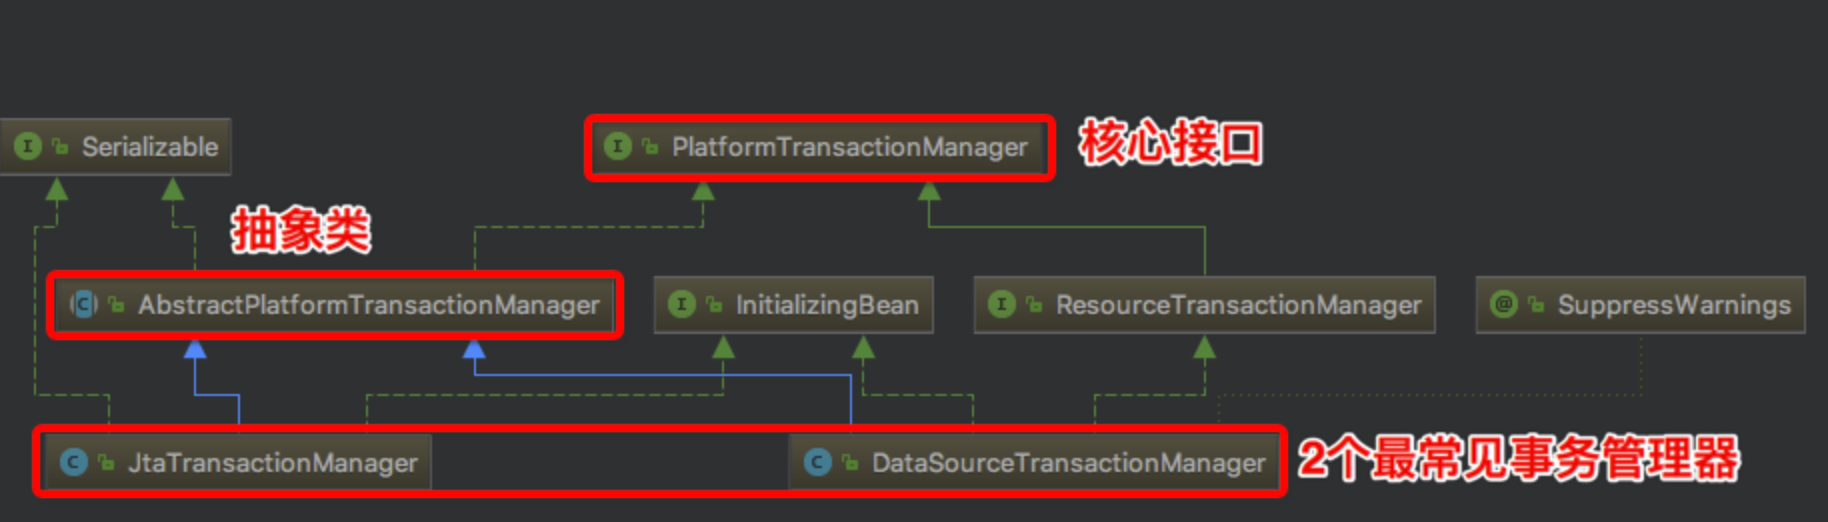 Serializable
PlatformTransactionManager
核心接口
抽象类
AbstractPlatformTransactionManager
InitializingBean
ResourceTransactionManager
SuppressWarnings
JtaTransactionManager
DataSourceTransactionManager
2个最常见事务管理器